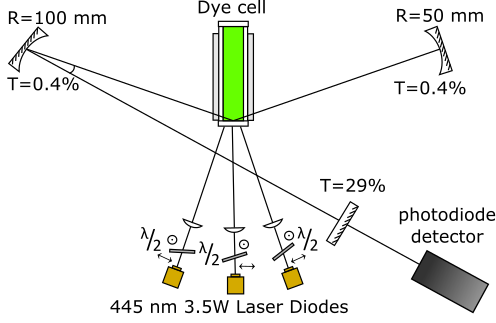 Dye cell
R=100 mm
R=50 mm
T=0.4%
T=0.4%
T=29%
photodiode
detector
λ/2
λ/2
λ/2
445 nm 3.5W Laser Diodes